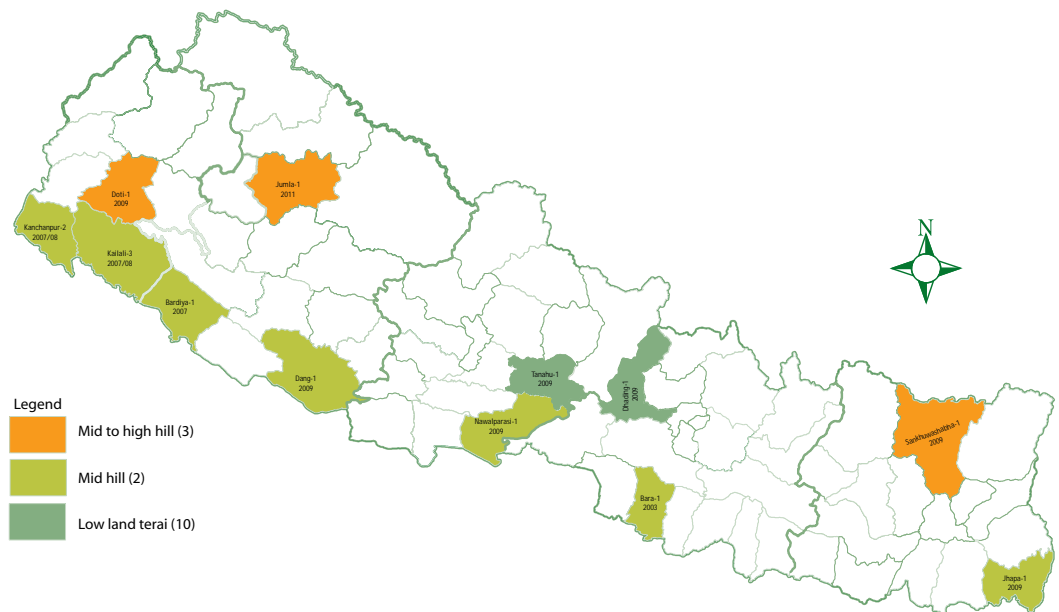 N
Doti-1
2009
Jumla-1
2011
Kanchanpur-2
2007/08
Kailali-3
2007/08
Bardiya-1
2007
Dang-1
2009
Tanahu-1
2009
Dhading-1
2009
Nawalparasi-1
2009
Sankhuwashabha-1
2009
Bara-1
2003
Jhapa-1
2009
Legend
Mid to high hill (3)
Mid hill (2)
Low land terai (10)